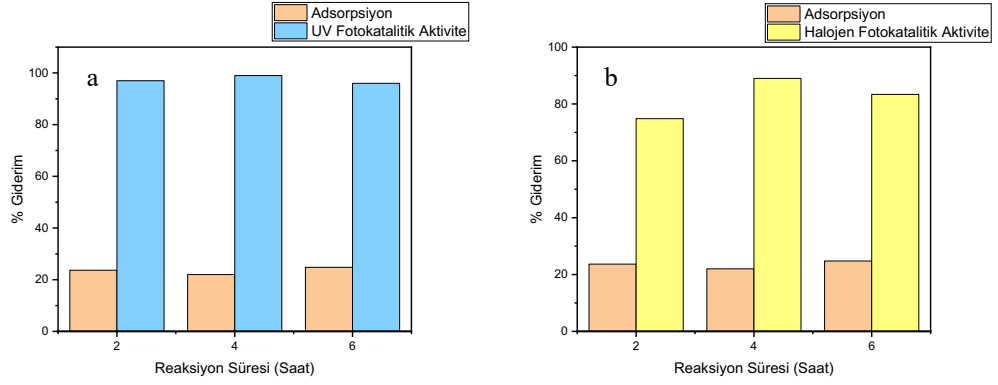 Adsorpsiyon
UV Fotokatalitik Aktivite
a
100
80
60
40
20
0
% Giderim
2 4 6
Reaksiyon Süresi (Saat)
Adsorpsiyon
Halojen Fotokatalitik Aktivite
b
100
80
60
40
20
0
% Giderim
2 4 6
Reaksiyon Süresi (Saat)